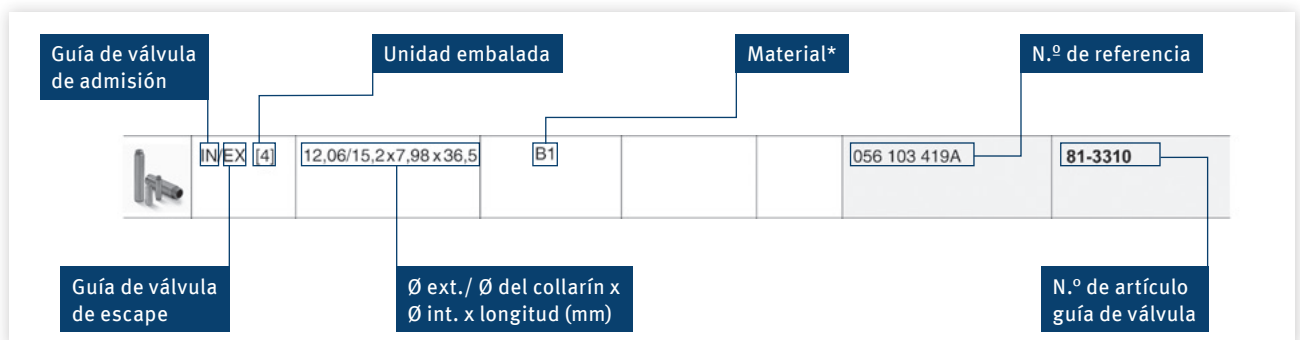 Guía de válvula
de admisión
Unidad embalada
Material*
N.º de referencia
IN/EX [4]
12,06/15,2x7,98x36,5
B1
056 103 419A
81-3310
Guía de válvula
de escape
Ø ext./ Ø del collarín x
Ø int. x longitud (mm)
N.º de artículo
guía de válvula